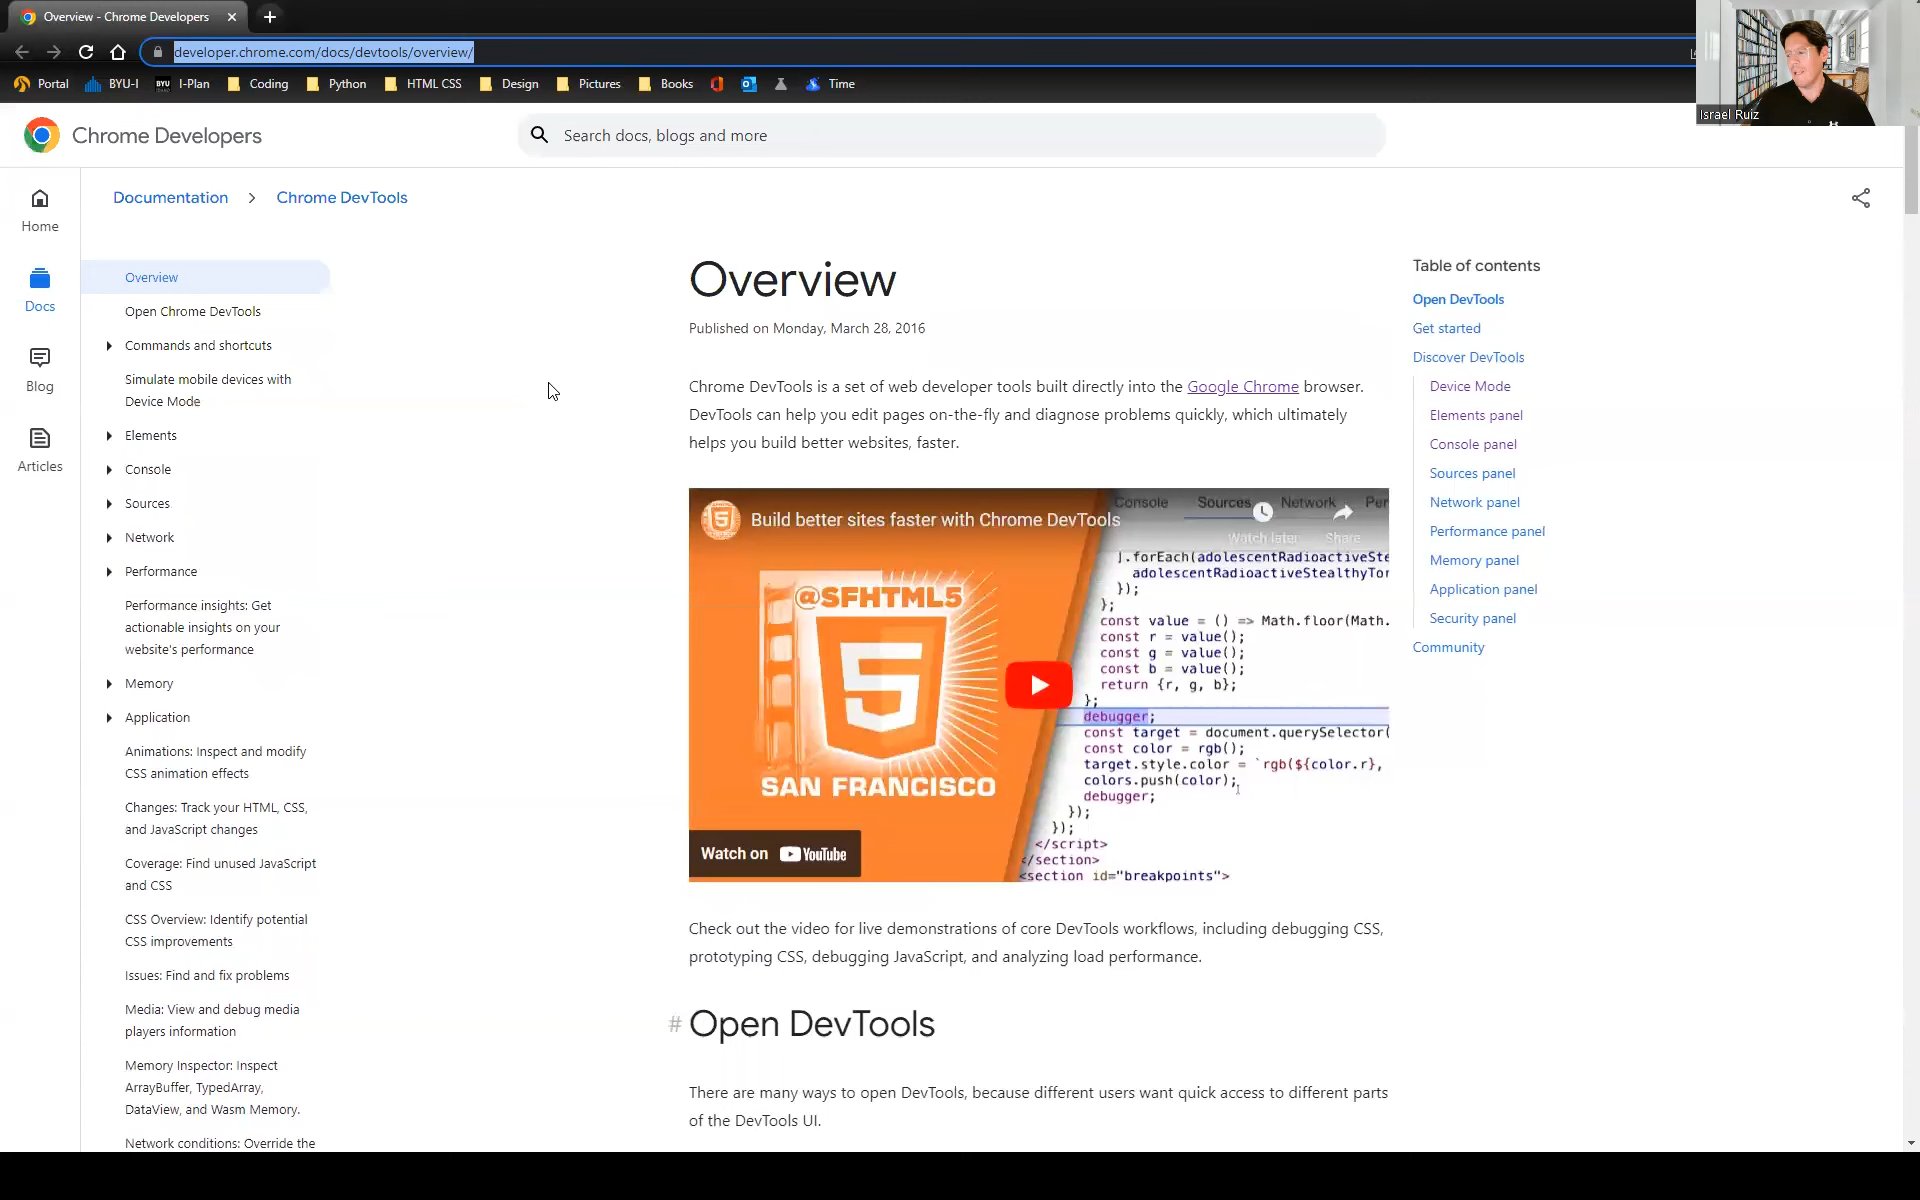 Overview - Chrome Developers
developer.chrome.com/docs/devtools/overview/
Portal
BYU-I
BYU I-Plan
Coding
Python
HTML CSS
Design
Pictures
Books
Time
Israel Ruiz
Chrome Developers
Search docs, blogs and more
Documentation
Chrome DevTools
Home
Docs
Blog
Articles
Overview
Open Chrome DevTools
Commands and shortcuts
Simulate mobile devices with
Device Mode
Elements
Console
Sources
Network
Performance
Performance insights: Get
actionable insights on your
website's performance
Memory
Application
Animations: Inspect and modify
CSS animation effects
Changes: Track your HTML, CSS,
and JavaScript changes
Coverage: Find unused JavaScript
and CSS
CSS Overview: Identify potential
CSS improvements
Issues: Find and fix problems
Media: View and debug media
players information
Memory Inspector: Inspect
ArrayBuffer, TypedArray,
DataView, and Wasm Memory.
Network conditions: Override the
Overview
Published on Monday, March 28, 2016
Chrome DevTools is a set of web developer tools built directly into the Google Chrome browser.
DevTools can help you edit pages on-the-fly and diagnose problems quickly, which ultimately
helps you build better websites, faster.
Console Sources Network Per
Build better sites faster with Chrome DevTools
Watch later
Share
@SFHTML5
5
SAN FRANCISCO
Watch on YouTube
].forEach(adolescentRadioactiveSte
adolescentRadioactiveStealthyTor
});
};
const value = () => Math.floor(Math.
const r = value();
const g = value();
const b = value();
return {r, g, b};
};
debugger;
const target = document.querySelector(
const color = rgb();
target.style.color = `rgb(${color.r},
colors.push(color);
debugger;
});
});
</script>
</section>
<section id="breakpoints">
Check out the video for live demonstrations of core DevTools workflows, including debugging CSS,
prototyping CSS, debugging JavaScript, and analyzing load performance.
# Open DevTools
There are many ways to open DevTools, because different users want quick access to different parts
of the DevTools UI.
Table of contents
Open DevTools
Get started
Discover DevTools
Device Mode
Elements panel
Console panel
Sources panel
Network panel
Performance panel
Memory panel
Application panel
Security panel
Community